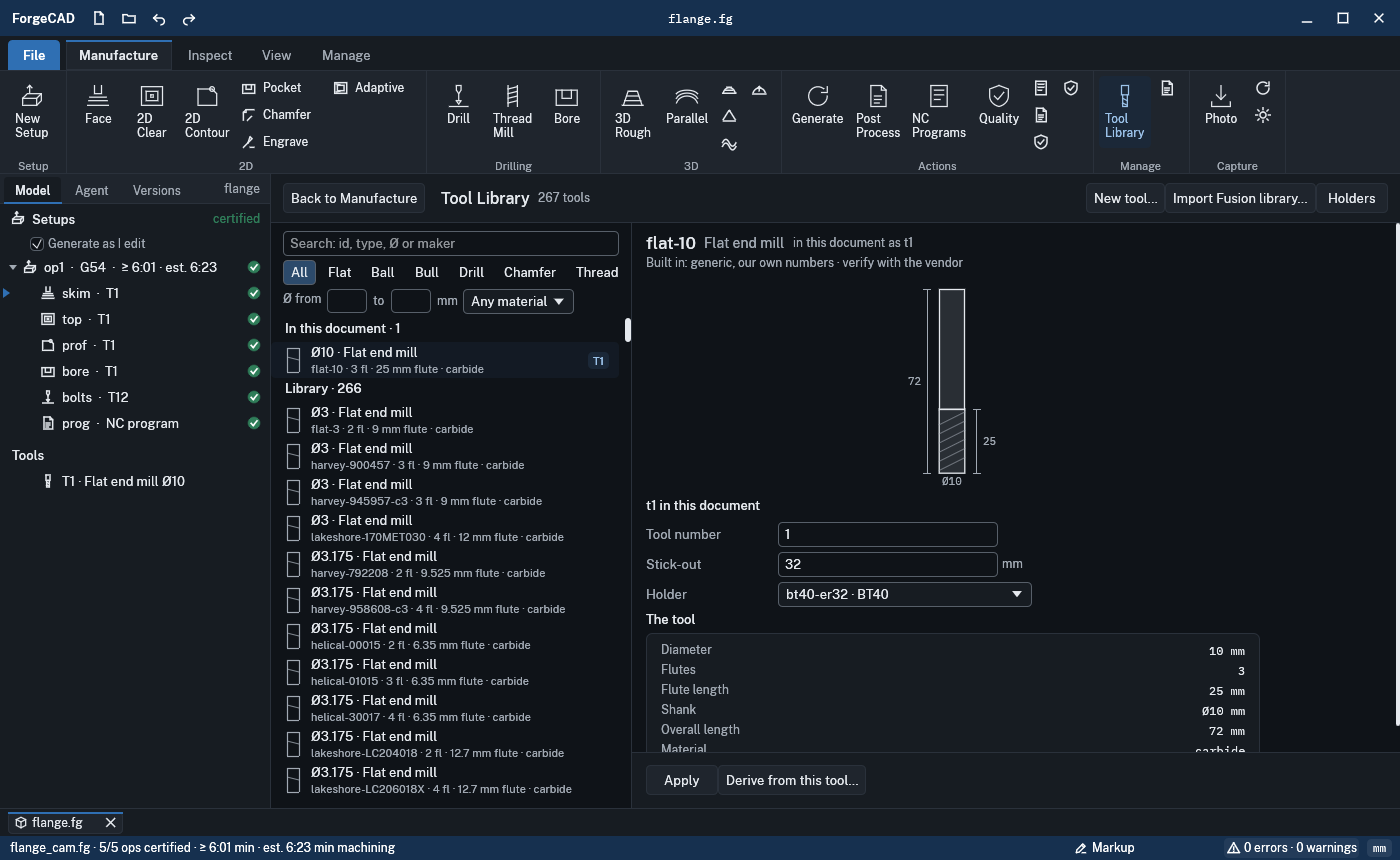 ForgeCAD
flange.fg
File
Manufacture
Inspect
View
Manage
New Setup
Setup
Face
2D Clear
2D Contour
Pocket
Chamfer
Engrave
Adaptive
2D
Drill
Thread Mill
Bore
Drilling
3D Rough
Parallel
3D
Generate
Post Process
NC Programs
Quality
Actions
Tool Library
Manage
Photo
Capture
Model
Agent
Versions
flange
Setups
certified
Generate as I edit
op1 · G54 · ≥ 6:01 · est. 6:23
skim · T1
top · T1
prof · T1
bore · T1
bolts · T12
prog · NC program
Tools
T1 · Flat end mill Ø10
Back to Manufacture
Tool Library
267 tools
New tool...
Import Fusion library...
Holders
Search: id, type, Ø or maker
All
Flat
Ball
Bull
Drill
Chamfer
Thread
Ø from
to
mm
Any material
In this document · 1
Ø10 · Flat end mill
flat-10 · 3 fl · 25 mm flute · carbide
T1
Library · 266
Ø3 · Flat end mill
flat-3 · 2 fl · 9 mm flute · carbide
Ø3 · Flat end mill
harvey-900457 · 3 fl · 9 mm flute · carbide
Ø3 · Flat end mill
harvey-945957-c3 · 3 fl · 9 mm flute · carbide
Ø3 · Flat end mill
lakeshore-170MET030 · 4 fl · 12 mm flute · carbide
Ø3.175 · Flat end mill
harvey-792208 · 2 fl · 9.525 mm flute · carbide
Ø3.175 · Flat end mill
harvey-958608-c3 · 4 fl · 9.525 mm flute · carbide
Ø3.175 · Flat end mill
helical-00015 · 2 fl · 6.35 mm flute · carbide
Ø3.175 · Flat end mill
helical-01015 · 3 fl · 6.35 mm flute · carbide
Ø3.175 · Flat end mill
helical-30017 · 4 fl · 6.35 mm flute · carbide
Ø3.175 · Flat end mill
lakeshore-LC204018 · 2 fl · 12.7 mm flute · carbide
Ø3.175 · Flat end mill
lakeshore-LC206018X · 4 fl · 12.7 mm flute · carbide
flat-10 Flat end mill in this document as t1
Built in: generic, our own numbers · verify with the vendor
72
25
Ø10
t1 in this document
Tool number 1
Stick-out 32 mm
Holder bt40-er32 · BT40
The tool
Diameter 10 mm
Flutes 3
Flute length 25 mm
Shank Ø10 mm
Overall length 72 mm
Material carbide
Apply
Derive from this tool...
flange.fg
flange_cam.fg · 5/5 ops certified · ≥ 6:01 min · est. 6:23 min machining
Markup
0 errors · 0 warnings
mm